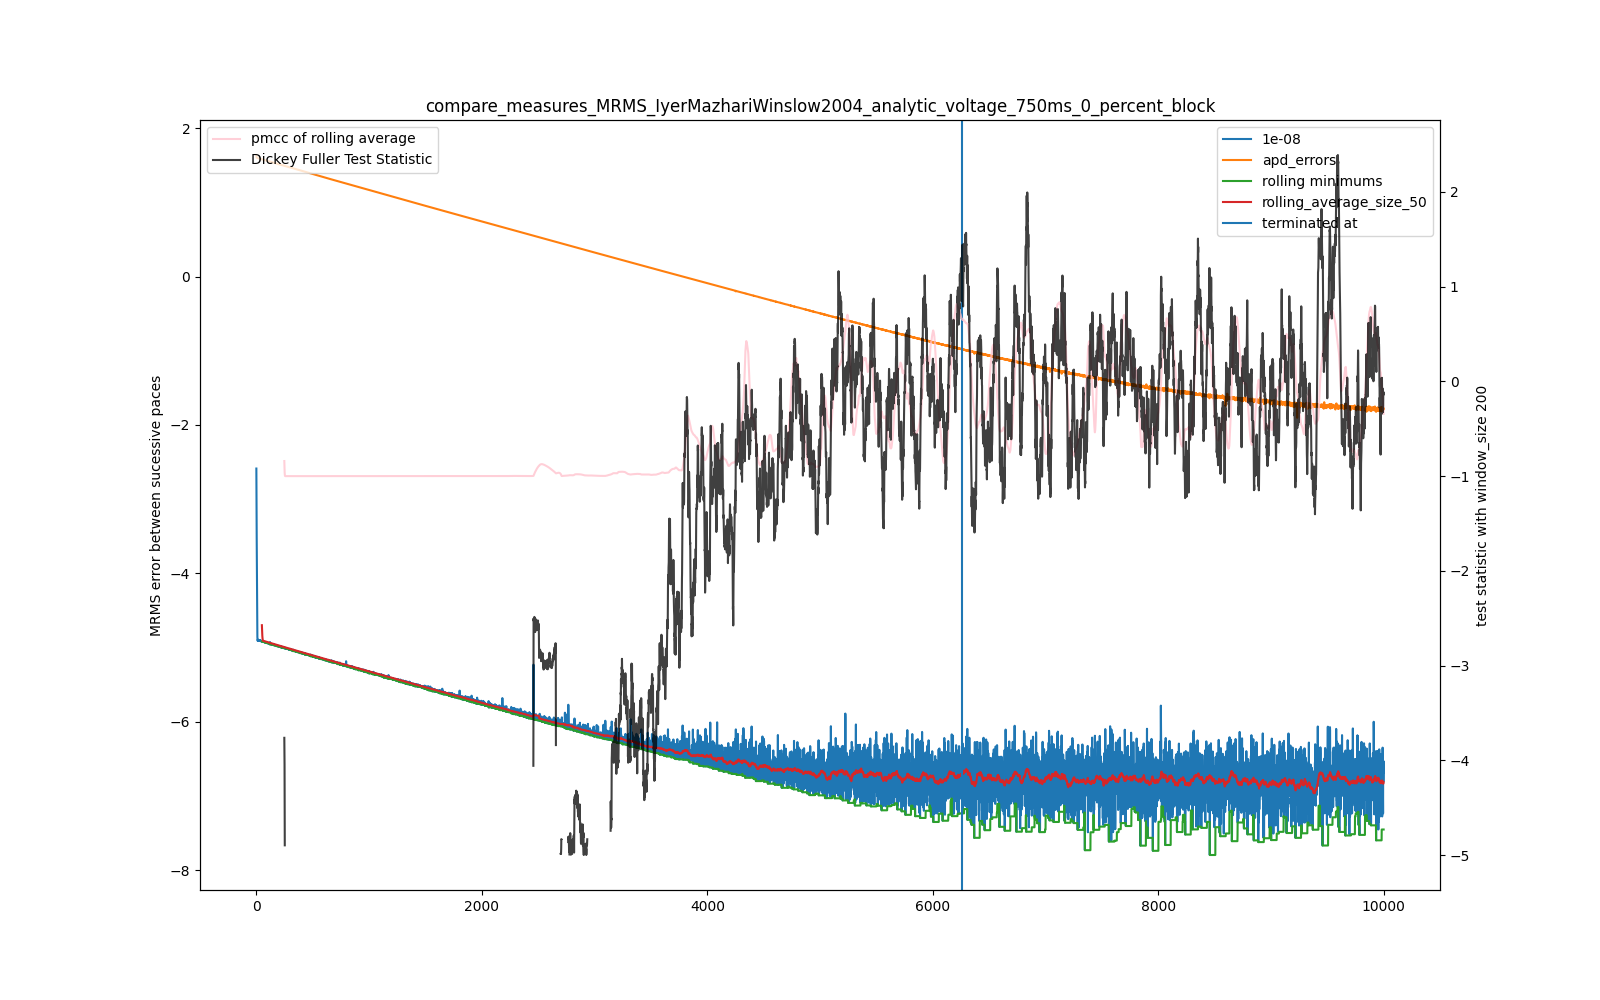 compare_measures_MRMS_IyerMazhariWinslow2004_analytic_voltage_750ms_0_percent_block
pmcc of rolling average
Dickey Fuller Test Statistic
1e-08
apd_errors
rolling minimums
rolling_average_size_50
terminated at
MRMS error between sucessive paces
2
0
−2
−4
−6
−8
test statistic with window_size 200
2
1
0
−1
−2
−3
−4
−5
0
2000
4000
6000
8000
10000